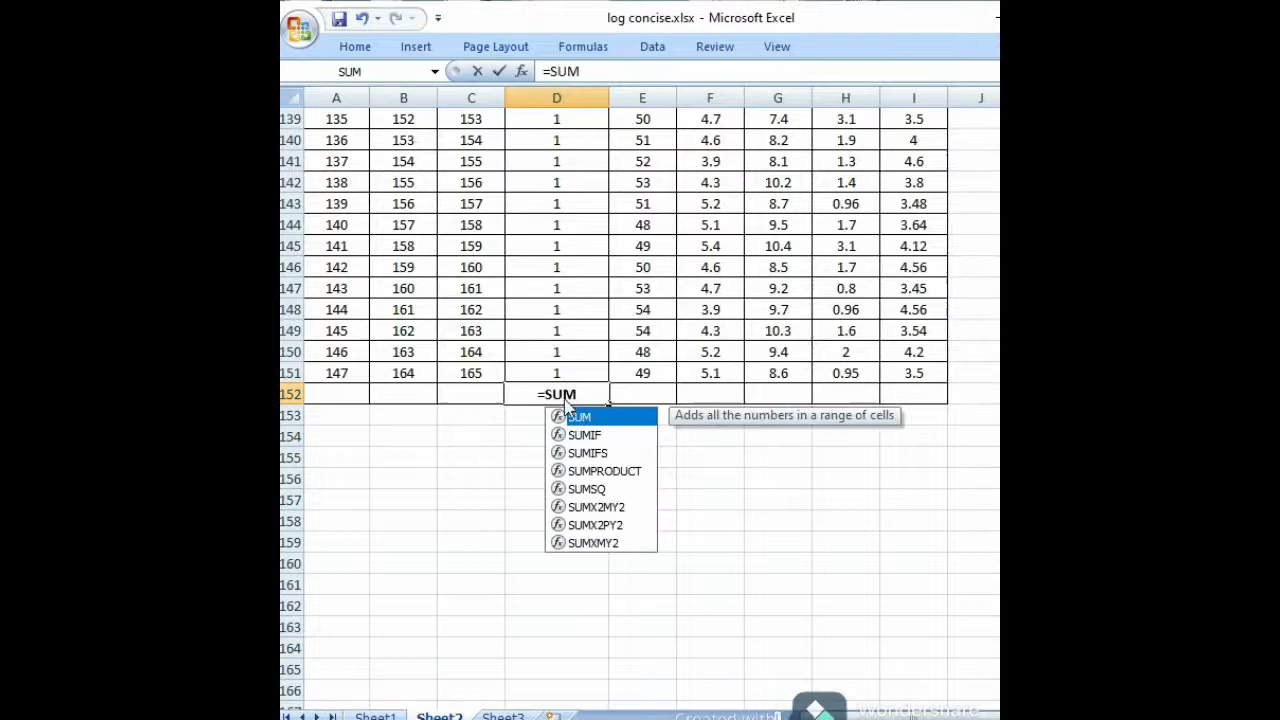 log concise.xlsx - Microsoft Excel
Home Insert Page Layout Formulas Data Review View
SUM =SUM
A B C D E F G H I J
139 135 152 153 1 50 4.7 7.4 3.1 3.5
140 136 153 154 1 51 4.6 8.2 1.9 4
141 137 154 155 1 52 3.9 8.1 1.3 4.6
142 138 155 156 1 53 4.3 10.2 1.4 3.8
143 139 156 157 1 51 5.2 8.7 0.96 3.48
144 140 157 158 1 48 5.1 9.5 1.7 3.64
145 141 158 159 1 49 5.4 10.4 3.1 4.12
146 142 159 160 1 50 4.6 8.5 1.7 4.56
147 143 160 161 1 53 4.7 9.2 0.8 3.45
148 144 161 162 1 54 3.9 9.7 0.96 4.56
149 145 162 163 1 54 4.3 10.3 1.6 3.54
150 146 163 164 1 48 5.2 9.4 2 4.2
151 147 164 165 1 49 5.1 8.6 0.95 3.5
152 =SUM
153 SUM Adds all the numbers in a range of cells
154 SUMIF
155 SUMIFS
156 SUMPRODUCT
157 SUMSQ
158 SUMX2MY2
159 SUMX2PY2
160 SUMXMY2
161
162
163
164
165
166
Sheet1 Sheet2 Sheet3 Created with wondershare